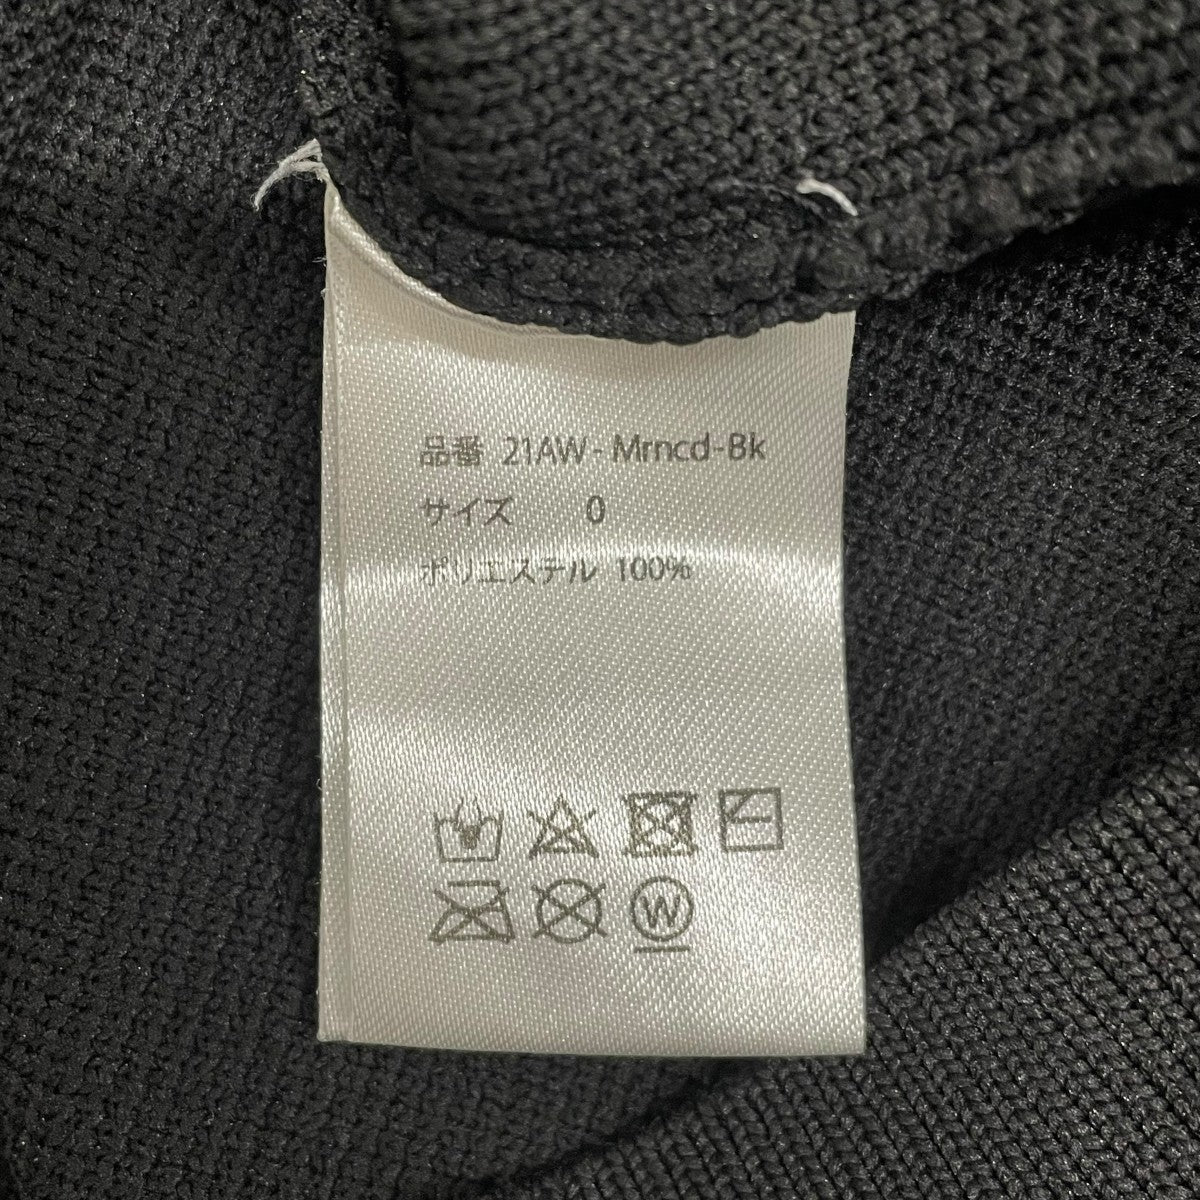 品番 21AW-Mrncd-Bk
サイズ 0
ポリエステル 100%
W